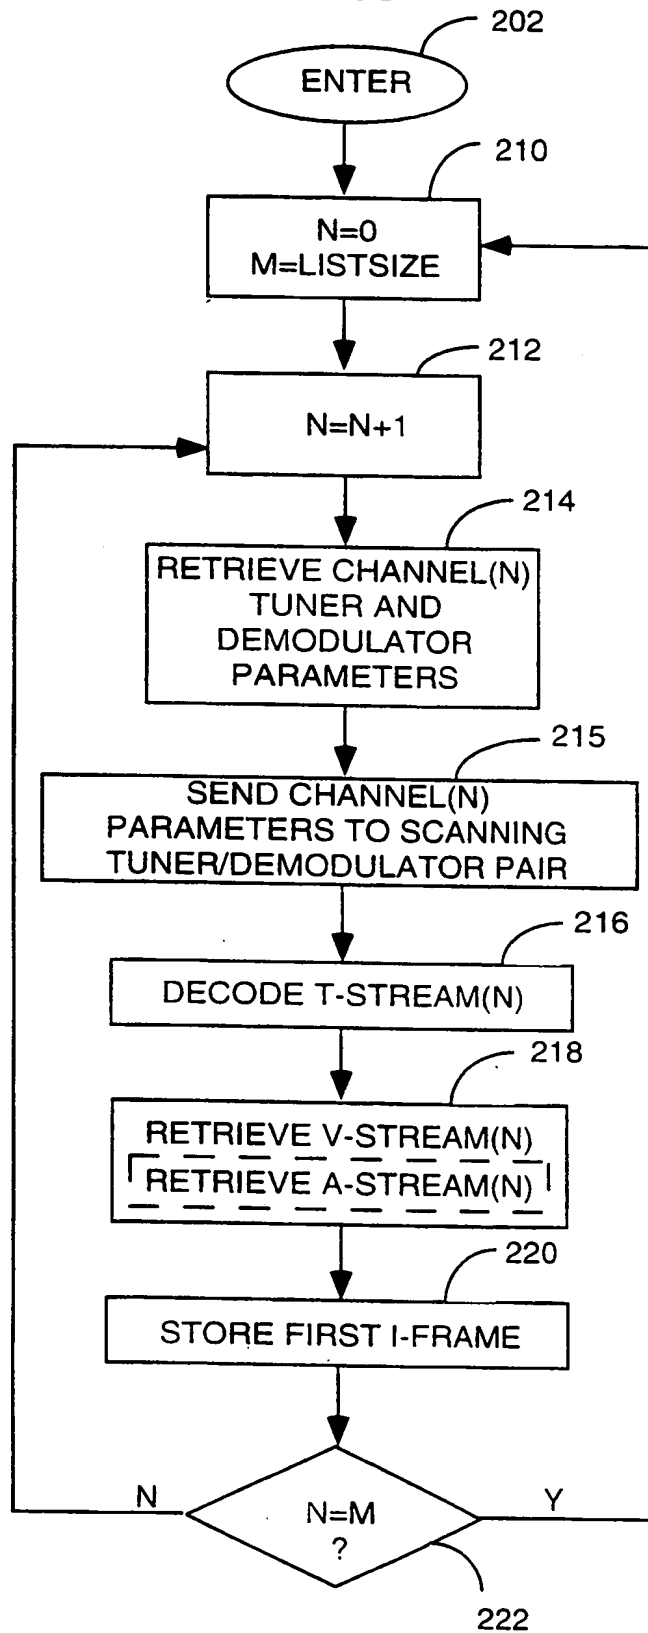 202
ENTER
210
N=0
M=LISTSIZE
212
N=N+1
214
RETRIEVE CHANNEL(N)
TUNER AND
DEMODULATOR
PARAMETERS
215
SEND CHANNEL(N)
PARAMETERS TO SCANNING
TUNER/DEMODULATOR PAIR
216
DECODE T-STREAM(N)
218
RETRIEVE V-STREAM(N)
RETRIEVE A-STREAM(N)
220
STORE FIRST I-FRAME
N
N=M
?
Y
222